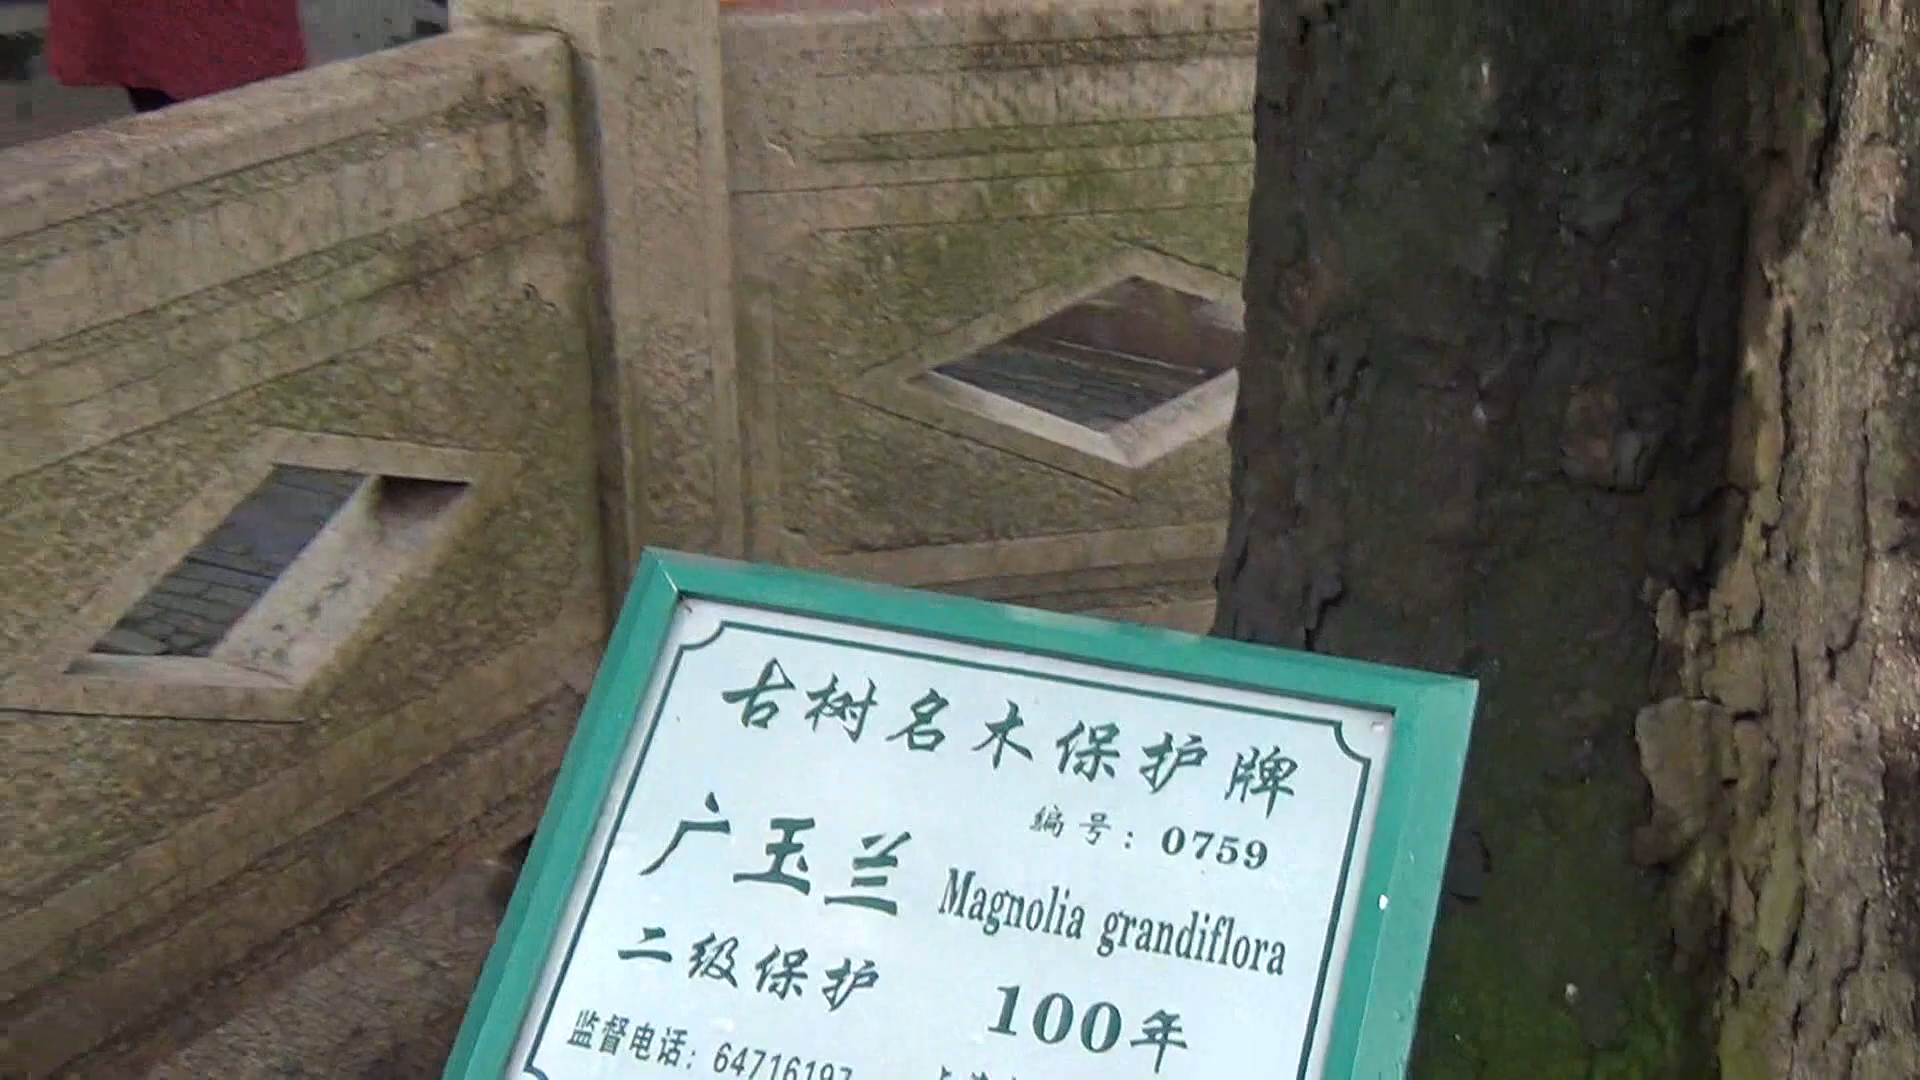 古树名木保护牌
编号：0759
广玉兰 Magnolia grandiflora
二级保护 100年
监督电话：64716197